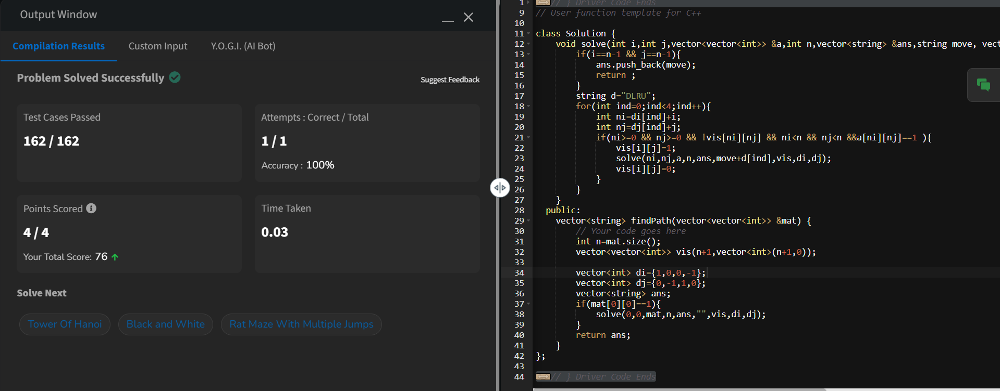 Output Window
Compilation Results Custom Input Y.O.G.I. (AI Bot)
Problem Solved Successfully
Suggest Feedback
Test Cases Passed
162 / 162
Attempts : Correct / Total
1 / 1
Accuracy : 100%
Points Scored
4 / 4
Your Total Score: 76
Time Taken
0.03
Solve Next
Tower Of Hanoi Black and White Rat Maze With Multiple Jumps
1 // } Driver Code Ends
9 // User function template for C++
10
11 class Solution {
12 void solve(int i,int j,vector<vector<int>> &a,int n,vector<string> &ans,string move, vect
13 if(i==n-1 && j==n-1){
14 ans.push_back(move);
15 return ;
16 }
17 string d="DLRU";
18 for(int ind=0;ind<4;ind++){
19 int ni=di[ind]+i;
20 int nj=dj[ind]+j;
21 if(ni>=0 && nj>=0 && !vis[ni][nj] && ni<n && nj<n &&a[ni][nj]==1 ){
22 vis[i][j]=1;
23 solve(ni,nj,a,n,ans,move+d[ind],vis,di,dj);
24 vis[i][j]=0;
25 }
26 }
27 }
28 public:
29 vector<string> findPath(vector<vector<int>> &mat) {
30 // Your code goes here
31 int n=mat.size();
32 vector<vector<int>> vis(n+1,vector<int>(n+1,0));
33
34 vector<int> di={1,0,0,-1};
35 vector<int> dj={0,-1,1,0};
36 vector<string> ans;
37 if(mat[0][0]==1){
38 solve(0,0,mat,n,ans,"",vis,di,dj);
39 }
40 return ans;
41 }
42 };
43
44 // } Driver Code Ends